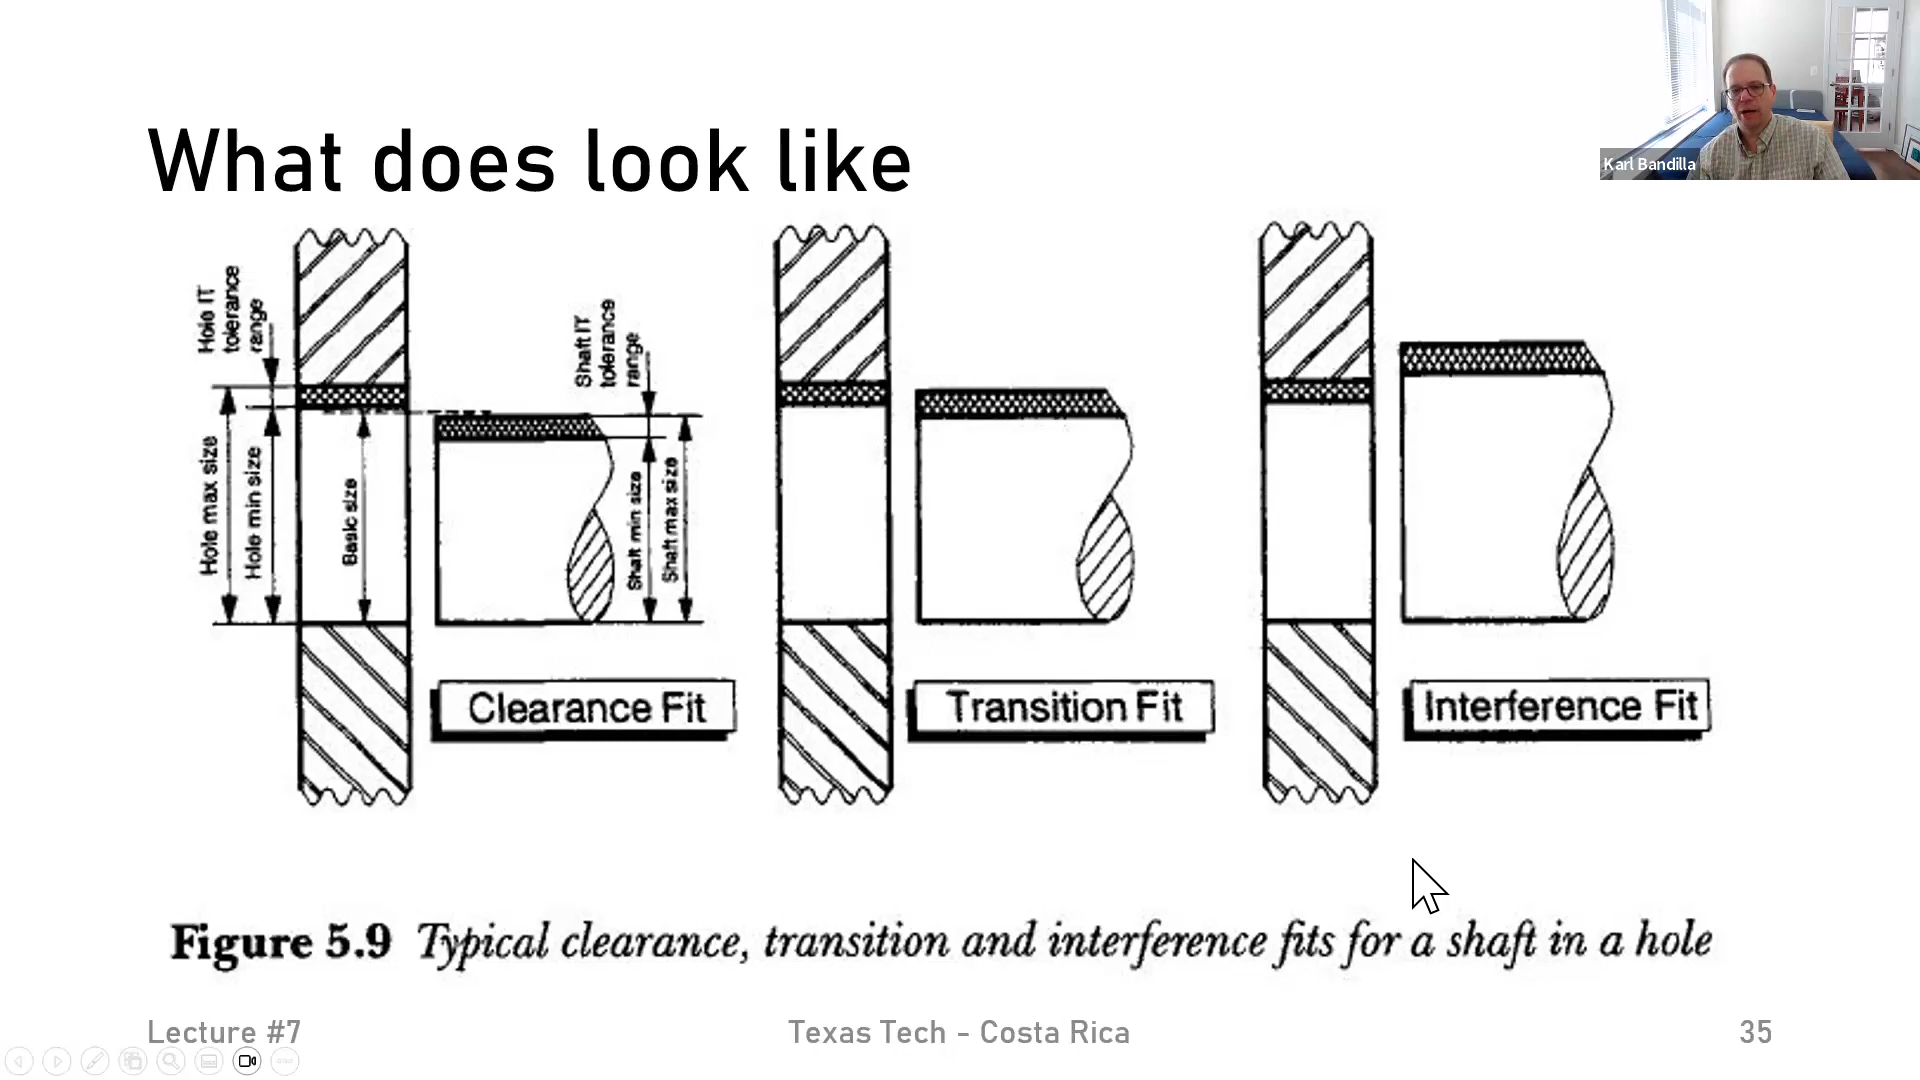 Karl Bandilla
What does look like
Hole IT
tolerance
range
Hole max size
Hole min size
Basic size
Shaft IT
tolerance
range
Shaft min size
Shaft max size
Clearance Fit
Transition Fit
Interference Fit
Figure 5.9 Typical clearance, transition and interference fits for a shaft in a hole
Lecture #7
Texas Tech - Costa Rica
35